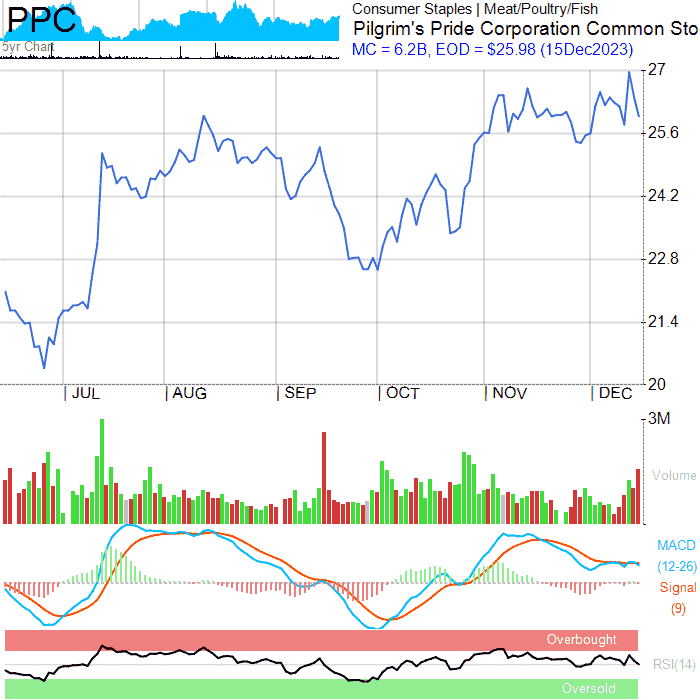 PPC
5yr Chart
Consumer Staples | Meat/Poultry/Fish
Pilgrim's Pride Corporation Common Sto
MC = 6.2B, EOD = $25.98 (15Dec2023)
27
25.6
24.2
22.8
21.4
20
JUL
AUG
SEP
OCT
NOV
DEC
3M
Volume
MACD
(12-26)
Signal
(9)
Overbought
RSI(14)
Oversold